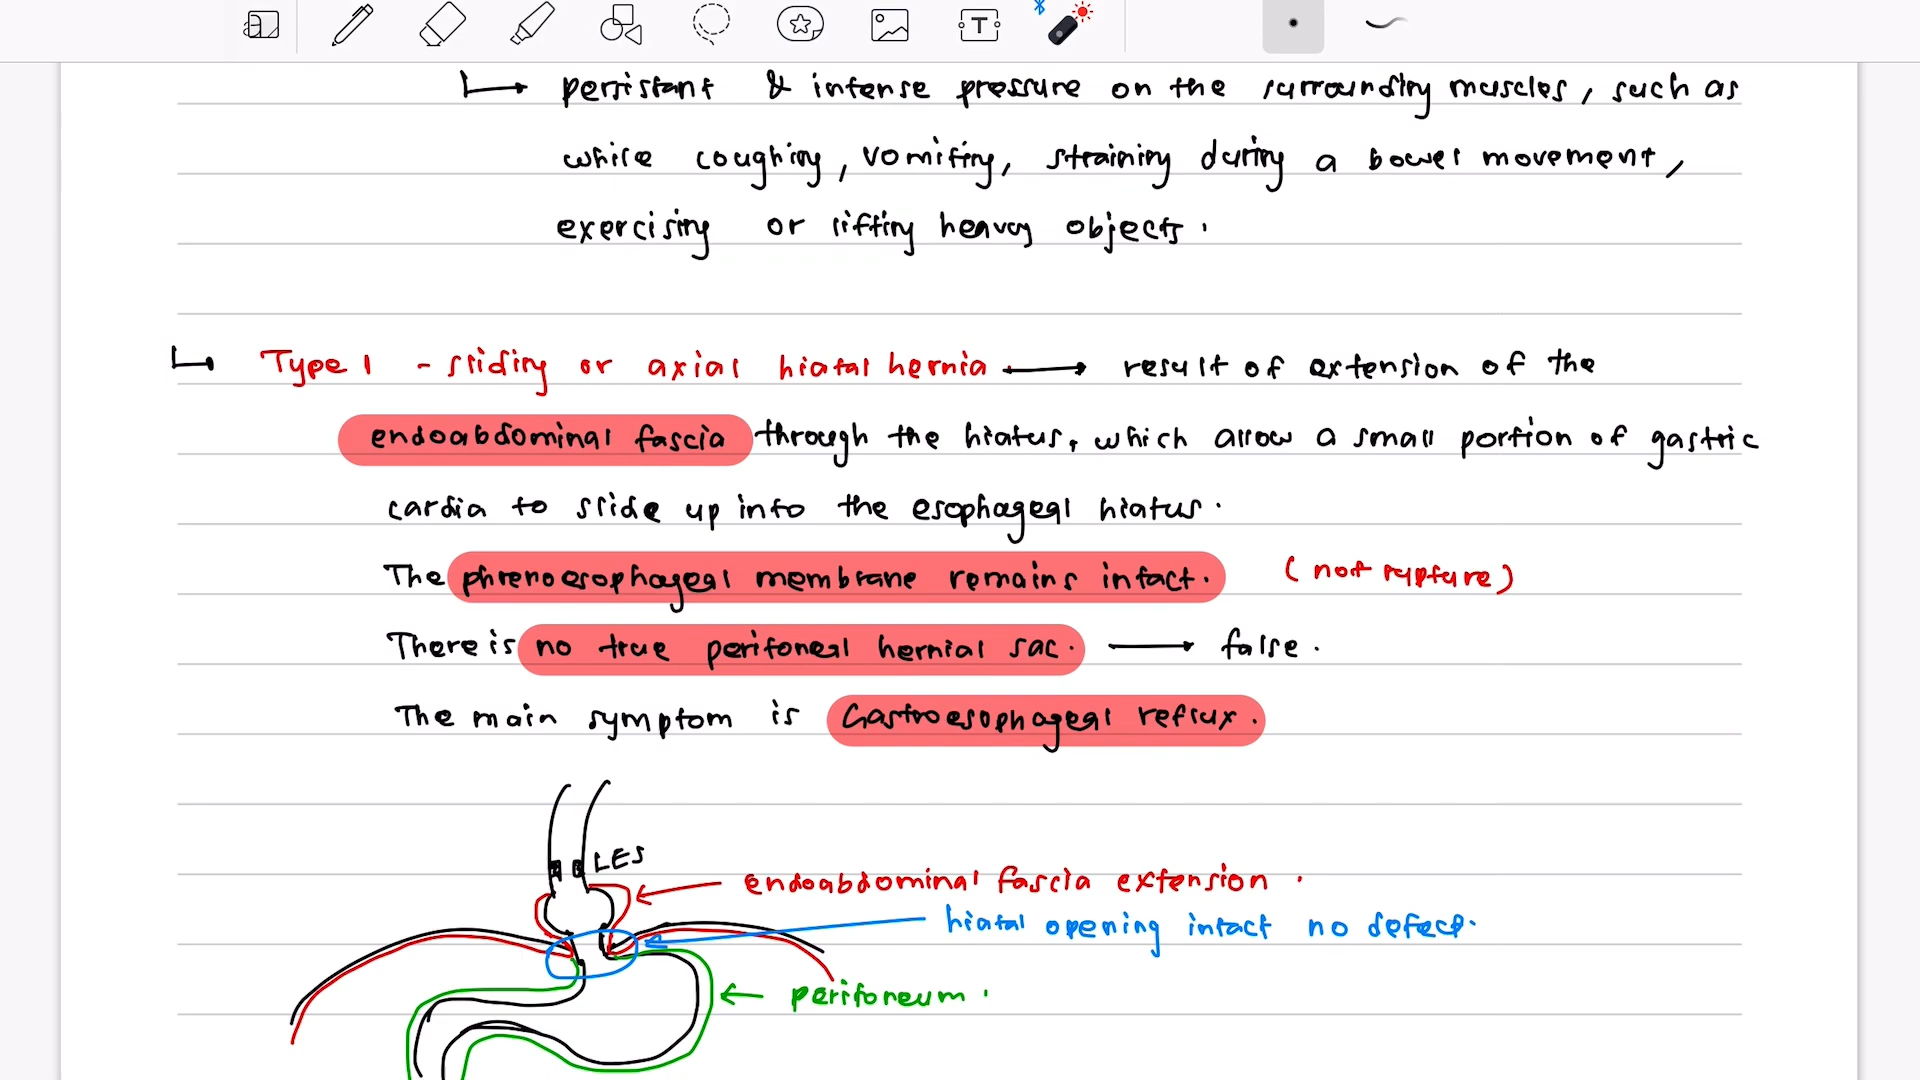 persistant & intense pressure on the surrounding muscles, such as
while coughing, vomiting, straining during a bowel movement,
exercising or lifting heavy objects.
Type 1 - sliding or axial hiatal hernia → result of extension of the
endoabdominal fascia through the hiatus, which allow a small portion of gastric
cardia to slide up into the esophageal hiatus.
The phrenoesophageal membrane remains intact. (not rupture)
There is no true peritoneal hernial sac. → false.
The main symptom is Gastroesophageal reflux.
LES
endoabdominal fascia extension.
hiatal opening intact no defect.
peritoneum.